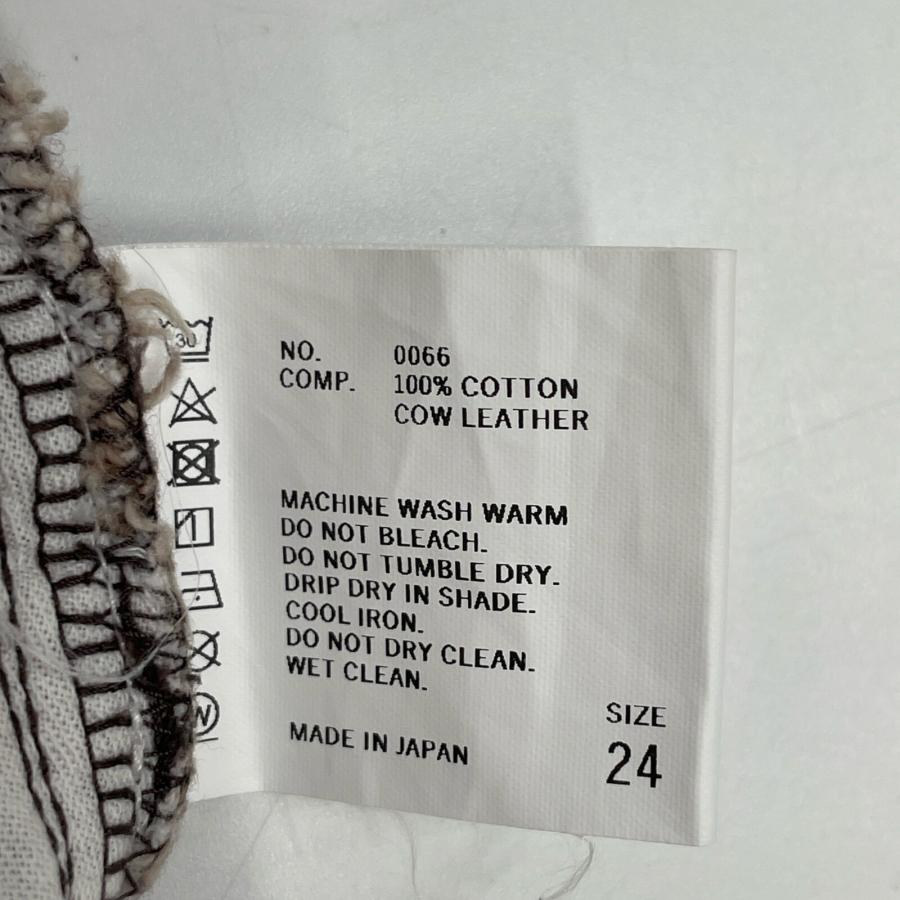 30
NO. 0066
COMP. 100% COTTON
COW LEATHER
MACHINE WASH WARM
DO NOT BLEACH.
DO NOT TUMBLE DRY.
DRIP DRY IN SHADE.
COOL IRON.
DO NOT DRY CLEAN.
WET CLEAN.
W
MADE IN JAPAN
SIZE
24